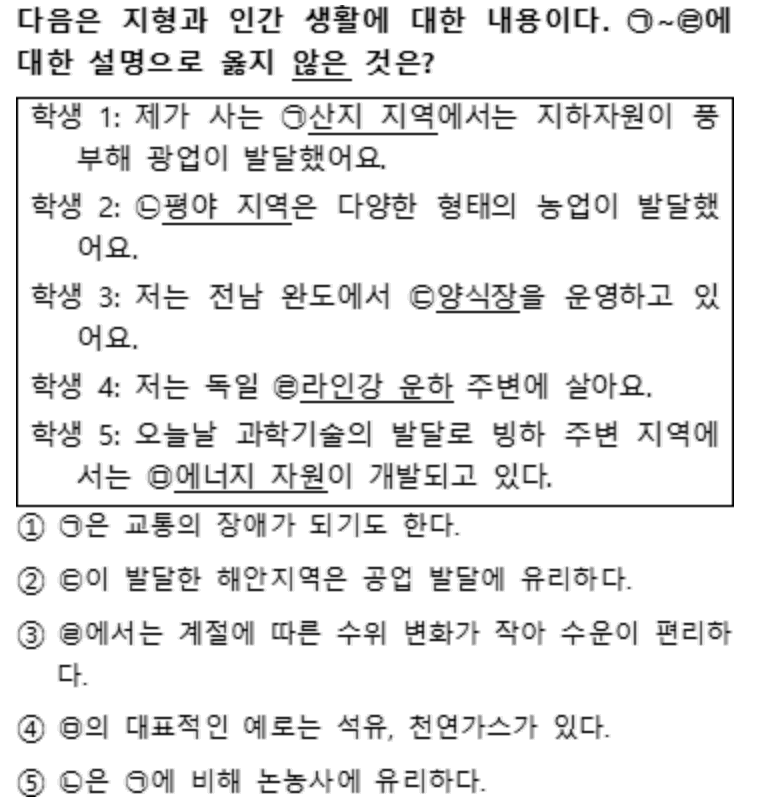 다음은 지형과 인간 생활에 대한 내용이다. ㉠~㉣에
대한 설명으로 옳지 않은 것은?
학생 1: 제가 사는 ㉠산지 지역에서는 지하자원이 풍
부해 광업이 발달했어요.
학생 2: ㉡평야 지역은 다양한 형태의 농업이 발달했
어요.
학생 3: 저는 전남 완도에서 ㉢양식장을 운영하고 있
어요.
학생 4: 저는 독일 ㉣라인강 운하 주변에 살아요.
학생 5: 오늘날 과학기술의 발달로 빙하 주변 지역에
서는 ㉤에너지 자원이 개발되고 있다.
① ㉠은 교통의 장애가 되기도 한다.
② ㉢이 발달한 해안지역은 공업 발달에 유리하다.
③ ㉣에서는 계절에 따른 수위 변화가 작아 수운이 편리하
다.
④ ㉤의 대표적인 예로는 석유, 천연가스가 있다.
⑤ ㉡은 ㉠에 비해 논농사에 유리하다.